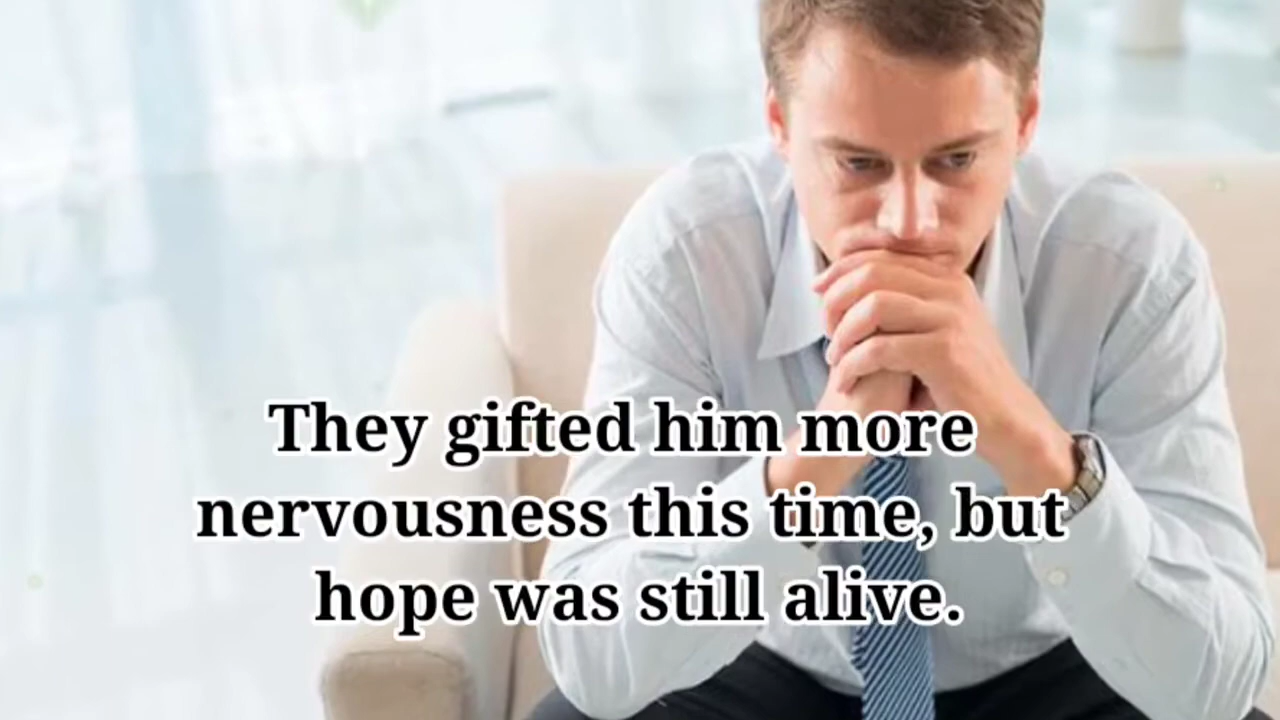 They gifted him more
nervousness this time, but
hope was still alive.